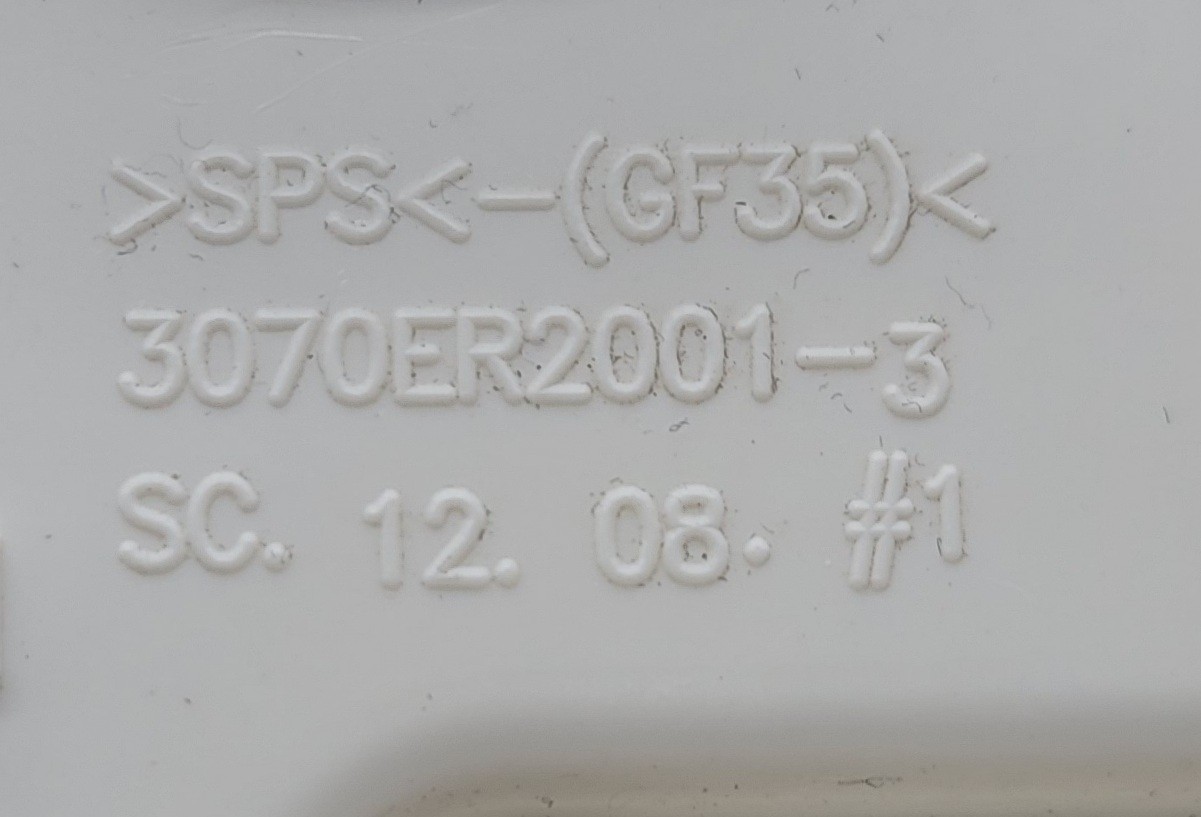 >SPS<-(GF35)<
3070ER2001-3
SC. 12. 08. #1